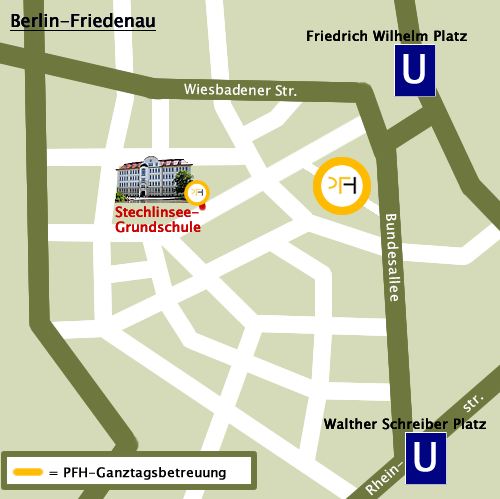 Berlin-Friedenau
Friedrich Wilhelm Platz
U
Wiesbadener Str.
PFH
PFH
Stechlinsee-
Grundschule
Bundesallee
str.
Walther Schreiber Platz
U
Rhein-
= PFH-Ganztagsbetreuung